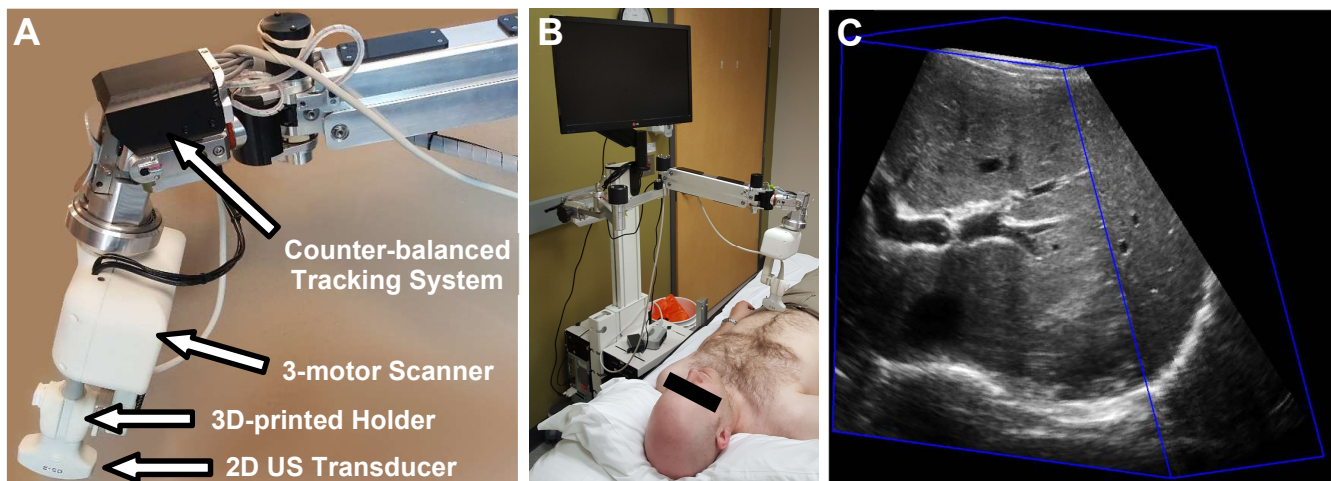 A
B
C
Counter-balanced
Tracking System
3-motor Scanner
3D-printed Holder
2D US Transducer